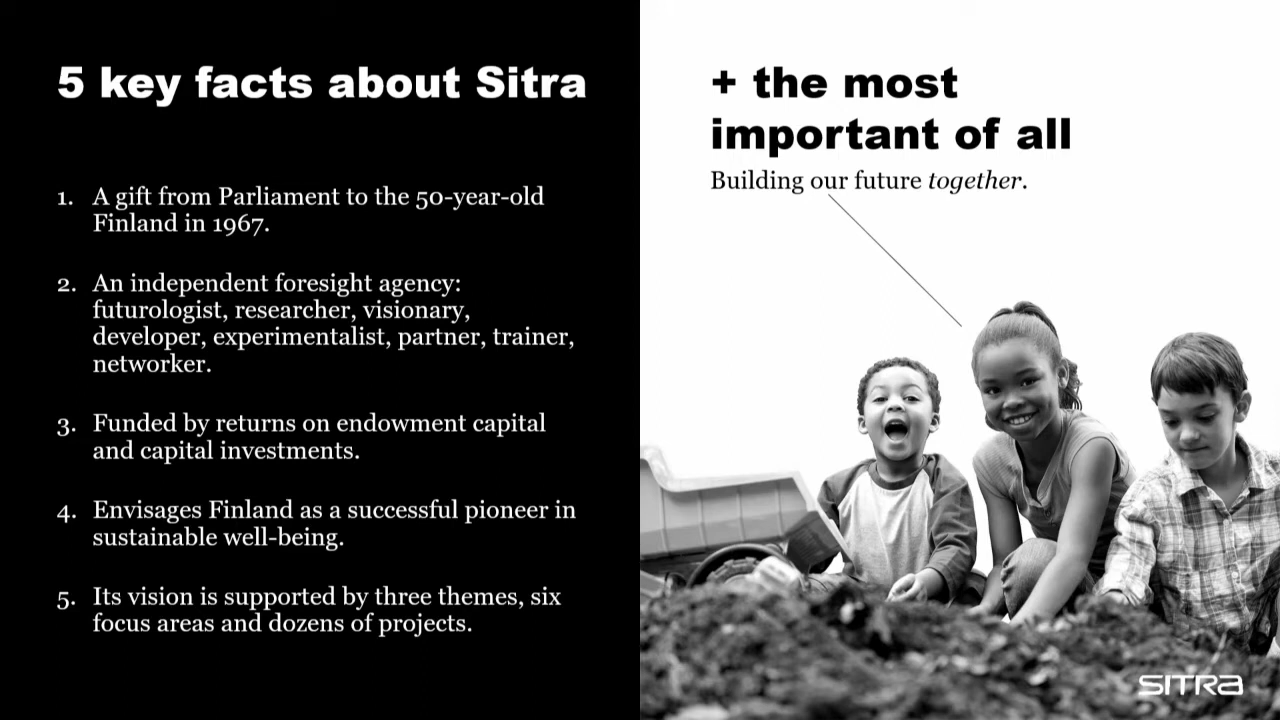 5 key facts about Sitra
1. A gift from Parliament to the 50-year-old
Finland in 1967.
2. An independent foresight agency:
futurologist, researcher, visionary,
developer, experimentalist, partner, trainer,
networker.
3. Funded by returns on endowment capital
and capital investments.
4. Envisages Finland as a successful pioneer in
sustainable well-being.
5. Its vision is supported by three themes, six
focus areas and dozens of projects.
+ the most
important of all
Building our future together.
SITRA